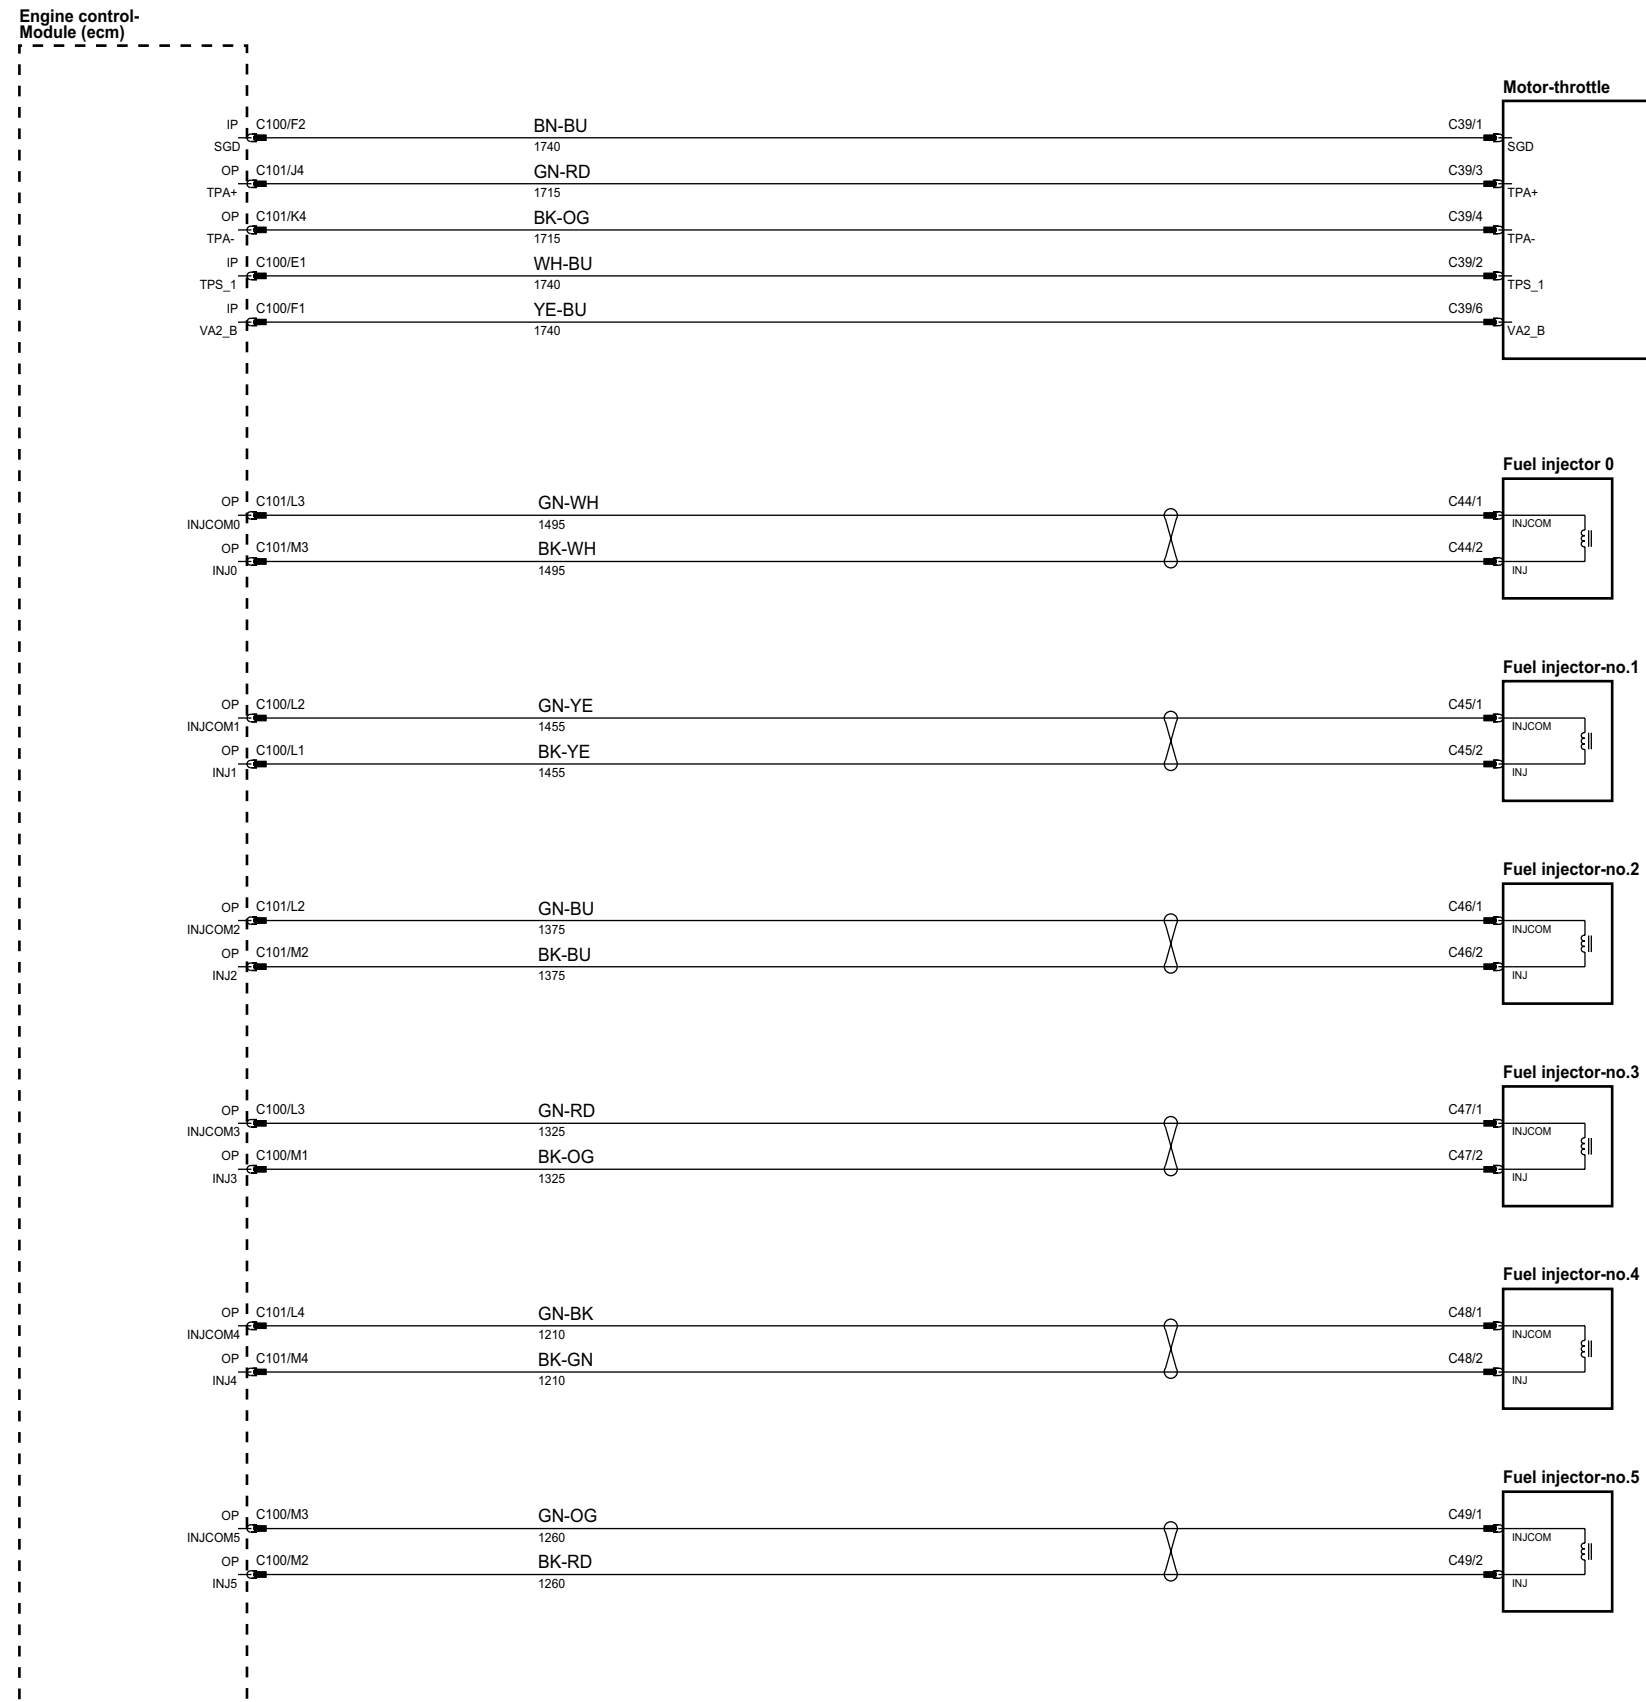 Engine control-
Module (ecm)
Motor-throttle
IP C100/F2 BN-BU C39/1
SGD 1740 SGD
OP C101/J4 GN-RD C39/3
TPA+ 1715 TPA+
OP C101/K4 BK-OG C39/4
TPA- 1715 TPA-
IP C100/E1 WH-BU C39/2
TPS_1 1740 TPS_1
IP C100/F1 YE-BU C39/6
VA2_B 1740 VA2_B
Fuel injector 0
OP C101/L3 GN-WH C44/1
INJCOM0 1495 INJCOM
OP C101/M3 BK-WH C44/2
INJ0 1495 INJ
Fuel injector-no.1
OP C100/L2 GN-YE C45/1
INJCOM1 1455 INJCOM
OP C100/L1 BK-YE C45/2
INJ1 1455 INJ
Fuel injector-no.2
OP C101/L2 GN-BU C46/1
INJCOM2 1375 INJCOM
OP C101/M2 BK-BU C46/2
INJ2 1375 INJ
Fuel injector-no.3
OP C100/L3 GN-RD C47/1
INJCOM3 1325 INJCOM
OP C100/M1 BK-OG C47/2
INJ3 1325 INJ
Fuel injector-no.4
OP C101/L4 GN-BK C48/1
INJCOM4 1210 INJCOM
OP C101/M4 BK-GN C48/2
INJ4 1210 INJ
Fuel injector-no.5
OP C100/M3 GN-OG C49/1
INJCOM5 1260 INJCOM
OP C100/M2 BK-RD C49/2
INJ5 1260 INJ